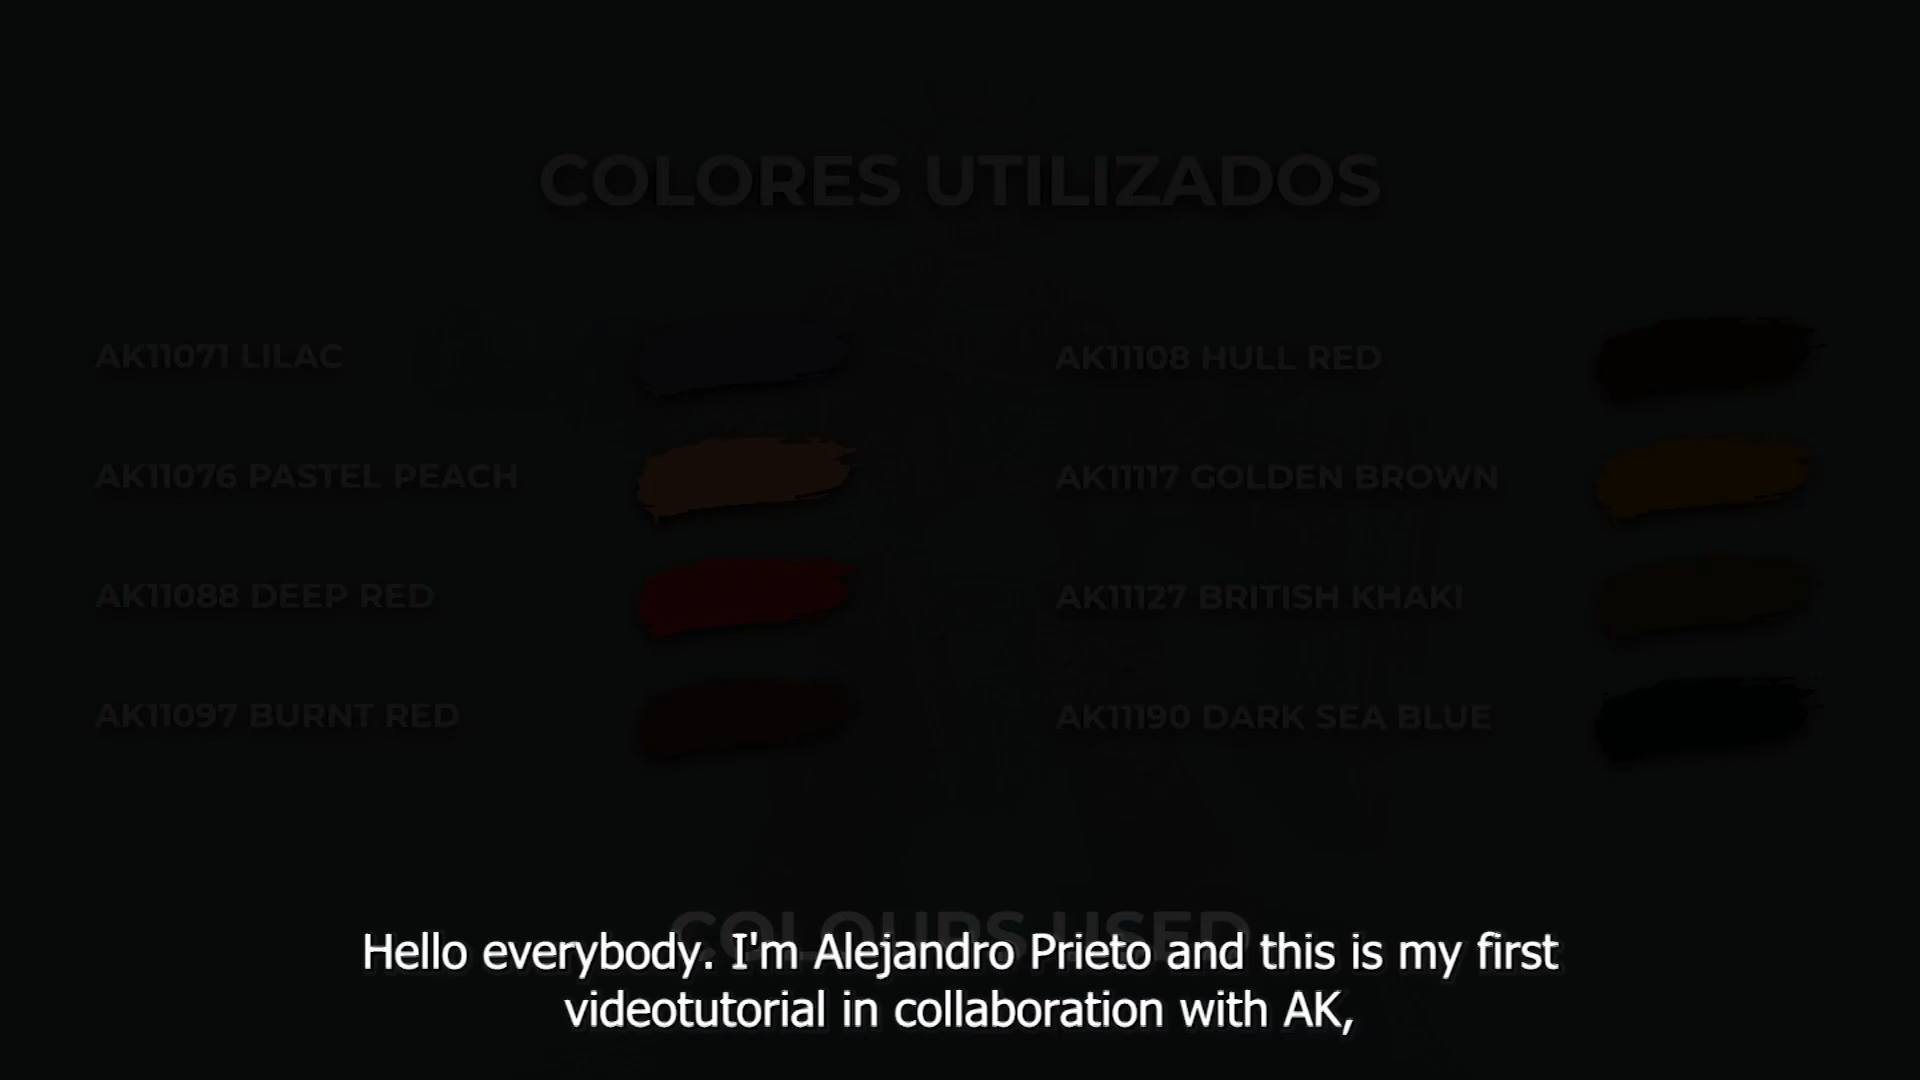 COLORES UTILIZADOS
AK11071 LILAC
AK11076 PASTEL PEACH
AK11088 DEEP RED
AK11097 BURNT RED
AK11108 HULL RED
AK11117 GOLDEN BROWN
AK11127 BRITISH KHAKI
AK11190 DARK SEA BLUE
COLOURS USED
Hello everybody. I'm Alejandro Prieto and this is my first
videotutorial in collaboration with AK,